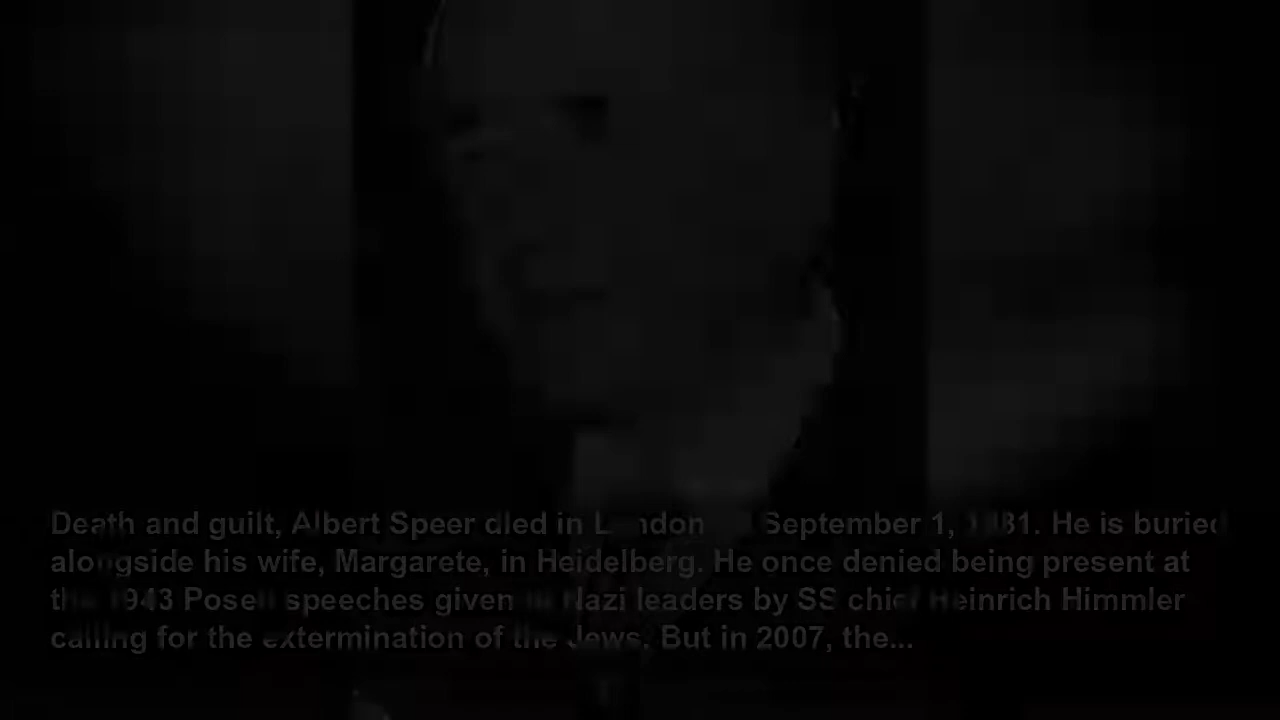 Death and guilt, Albert Speer died in London September 1, 1981. He is buried
alongside his wife, Margarete, in Heidelberg. He once denied being present at
the 1943 Posen speeches given to Nazi leaders by SS chief Heinrich Himmler
calling for the extermination of the Jews. But in 2007, the...